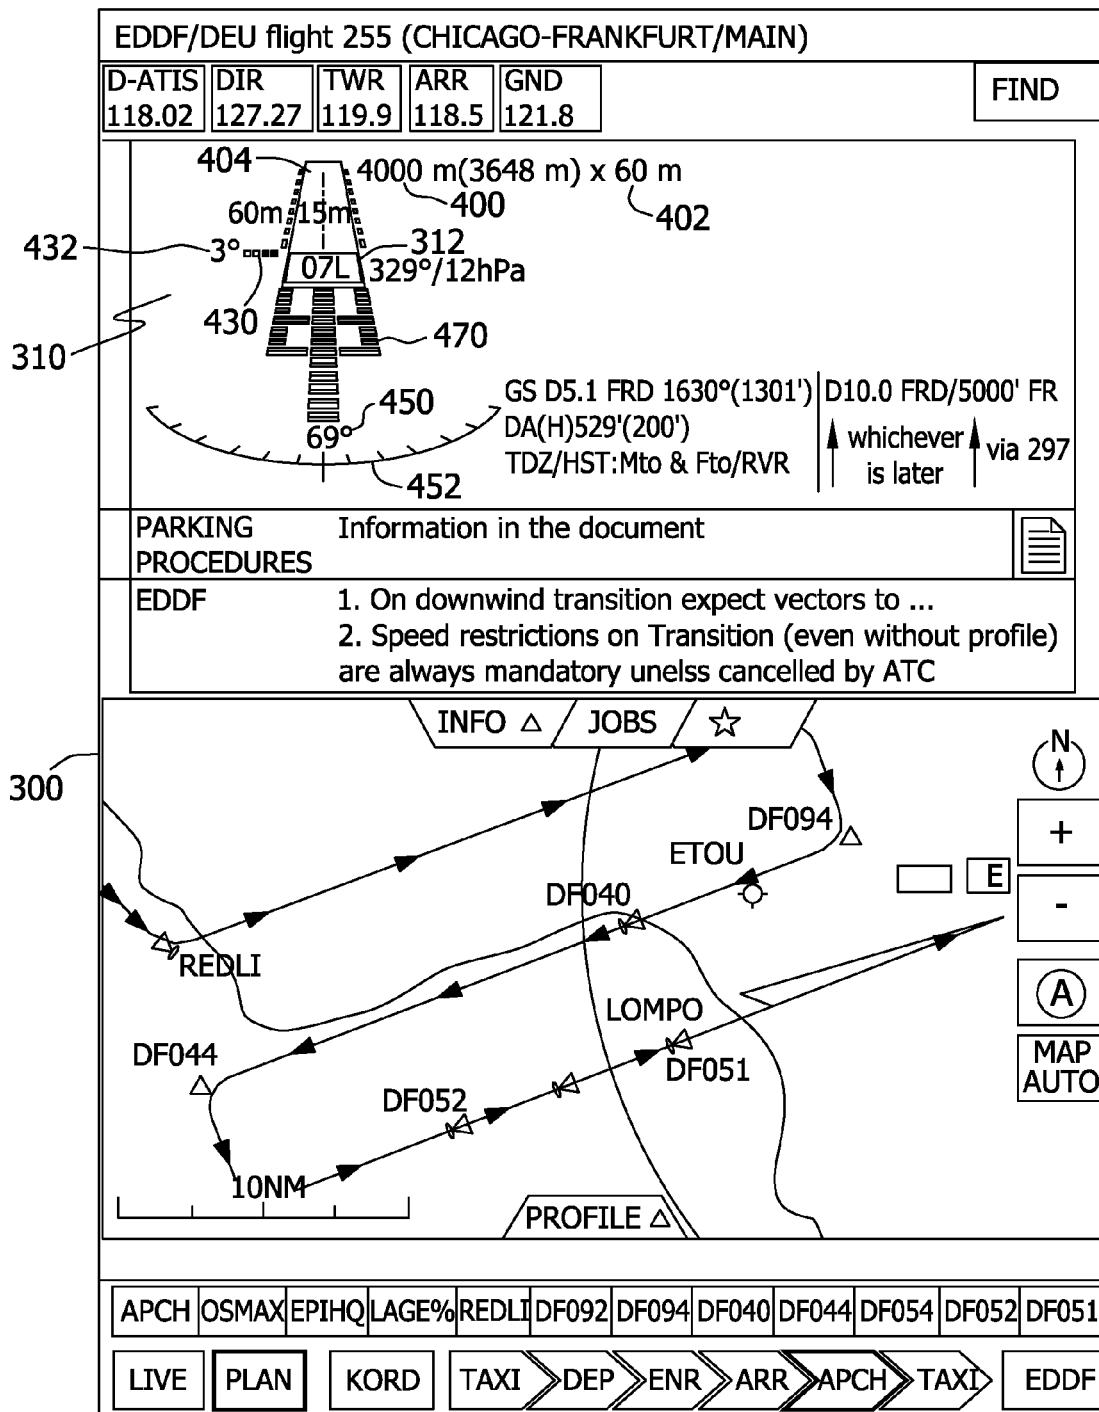 EDDF/DEU flight 255 (CHICAGO-FRANKFURT/MAIN)
D-ATIS 118.02
DIR 127.27
TWR 119.9
ARR 118.5
GND 121.8
FIND
404
4000 m(3648 m) x 60 m
400
402
60m 15m
432
3°
312
07L
329°/12hPa
430
470
310
450
69°
452
GS D5.1 FRD 1630°(1301')
DA(H)529'(200')
TDZ/HST:Mto & Fto/RVR
D10.0 FRD/5000' FR
whichever
is later
via 297
PARKING
PROCEDURES
Information in the document
EDDF
1. On downwind transition expect vectors to ...
2. Speed restrictions on Transition (even without profile)
are always mandatory unelss cancelled by ATC
INFO
JOBS
N
300
DF094
+
ETOU
E
DF040
-
REDLI
A
LOMPO
DF044
DF051
MAP
AUTO
DF052
10NM
PROFILE
APCH OSMAX EPIHQ LAGE% REDLI DF092 DF094 DF040 DF044 DF054 DF052 DF051
LIVE PLAN KORD TAXI DEP ENR ARR APCH TAXI EDDF